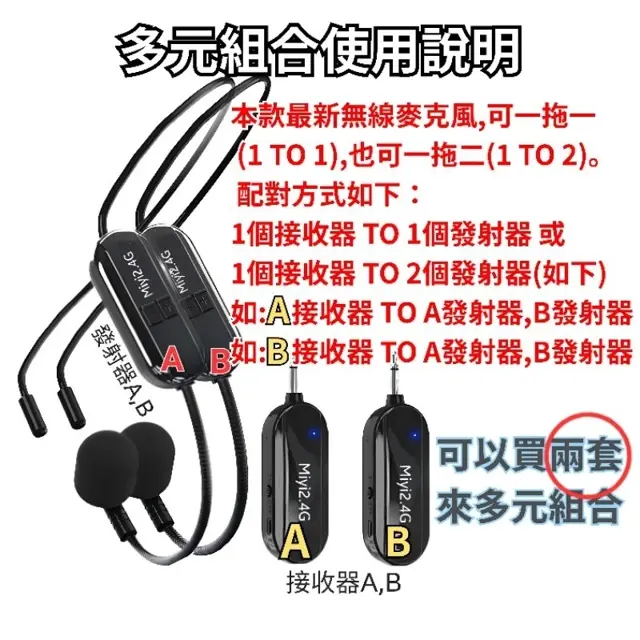 多元組合使用說明
本款最新無線麥克風,可一拖一
(1 TO 1),也可一拖二(1 TO 2)。
配對方式如下：
1個接收器 TO 1個發射器 或
1個接收器 TO 2個發射器(如下)
如:A接收器 TO A發射器,B發射器
如:B接收器 TO A發射器,B發射器
Miyi2.4G
Miyi2.4G
A
B
發射器A,B
Miyi2.4G
A
Miyi2.4G
B
接收器A,B
可以買兩套
來多元組合